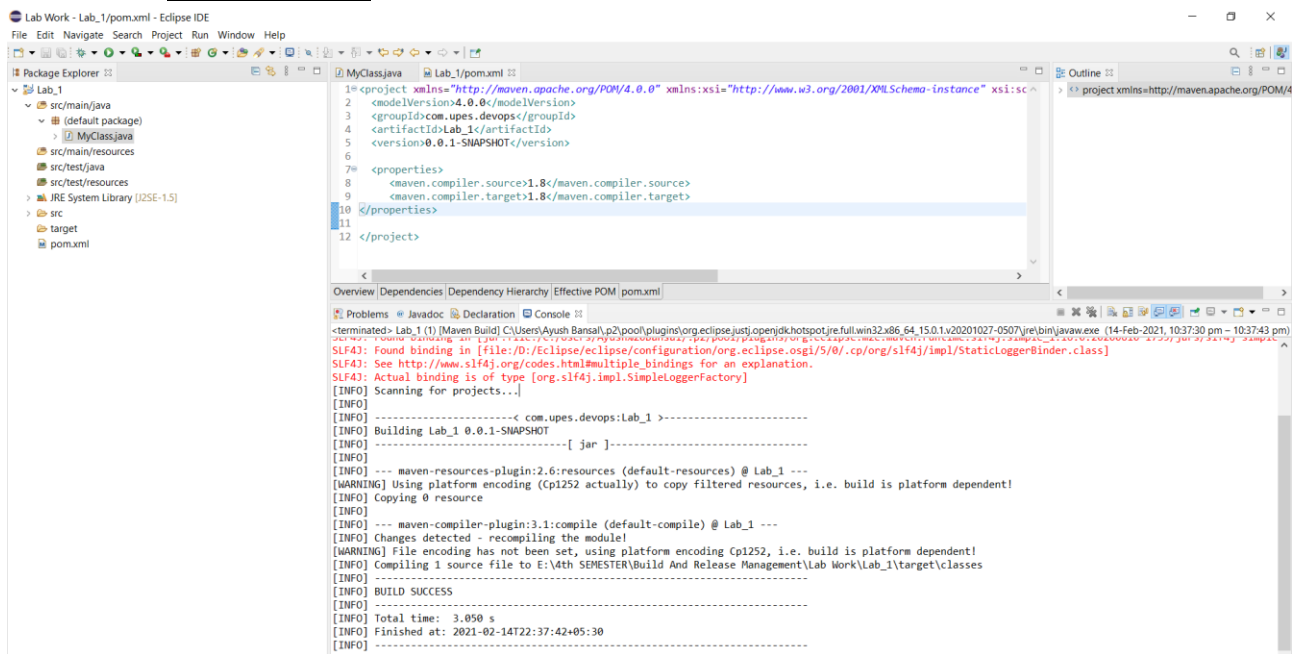 Lab Work - Lab_1/pom.xml - Eclipse IDE
File Edit Navigate Search Project Run Window Help
Package Explorer
Lab_1
src/main/java
(default package)
MyClass.java
src/main/resources
src/test/java
src/test/resources
JRE System Library [J2SE-1.5]
src
target
pom.xml
MyClass.java Lab_1/pom.xml
1 <project xmlns="http://maven.apache.org/POM/4.0.0" xmlns:xsi="http://www.w3.org/2001/XMLSchema-instance" xsi:sc
2 <modelVersion>4.0.0</modelVersion>
3 <groupId>com.upes.devops</groupId>
4 <artifactId>Lab_1</artifactId>
5 <version>0.0.1-SNAPSHOT</version>
6
7 <properties>
8 <maven.compiler.source>1.8</maven.compiler.source>
9 <maven.compiler.target>1.8</maven.compiler.target>
10 </properties>
11
12 </project>
Overview Dependencies Dependency Hierarchy Effective POM pom.xml
Outline
project xmlns=http://maven.apache.org/POM/4
Problems Javadoc Declaration Console
<terminated> Lab_1 (1) [Maven Build] C:\Users\Ayush Bansal\.p2\pool\plugins\org.eclipse.justj.openjdk.hotspot.jre.full.win32.x86_64_15.0.1.v20201027-0507\jre\bin\javaw.exe (14-Feb-2021, 10:37:30 pm – 10:37:43 pm)
SLF4J: Found binding in [file:/D:/Eclipse/eclipse/configuration/org.eclipse.osgi/5/0/.cp/org/slf4j/impl/StaticLoggerBinder.class]
SLF4J: See http://www.slf4j.org/codes.html#multiple_bindings for an explanation.
SLF4J: Actual binding is of type [org.slf4j.impl.SimpleLoggerFactory]
[INFO] Scanning for projects...
[INFO]
[INFO] -----------------------< com.upes.devops:Lab_1 >------------------------
[INFO] Building Lab_1 0.0.1-SNAPSHOT
[INFO] --------------------------------[ jar ]---------------------------------
[INFO]
[INFO] --- maven-resources-plugin:2.6:resources (default-resources) @ Lab_1 ---
[WARNING] Using platform encoding (Cp1252 actually) to copy filtered resources, i.e. build is platform dependent!
[INFO] Copying 0 resource
[INFO]
[INFO] --- maven-compiler-plugin:3.1:compile (default-compile) @ Lab_1 ---
[INFO] Changes detected - recompiling the module!
[WARNING] File encoding has not been set, using platform encoding Cp1252, i.e. build is platform dependent!
[INFO] Compiling 1 source file to E:\4th SEMESTER\Build And Release Management\Lab Work\Lab_1\target\classes
[INFO] ------------------------------------------------------------------------
[INFO] BUILD SUCCESS
[INFO] ------------------------------------------------------------------------
[INFO] Total time:  3.050 s
[INFO] Finished at: 2021-02-14T22:37:42+05:30
[INFO] ------------------------------------------------------------------------